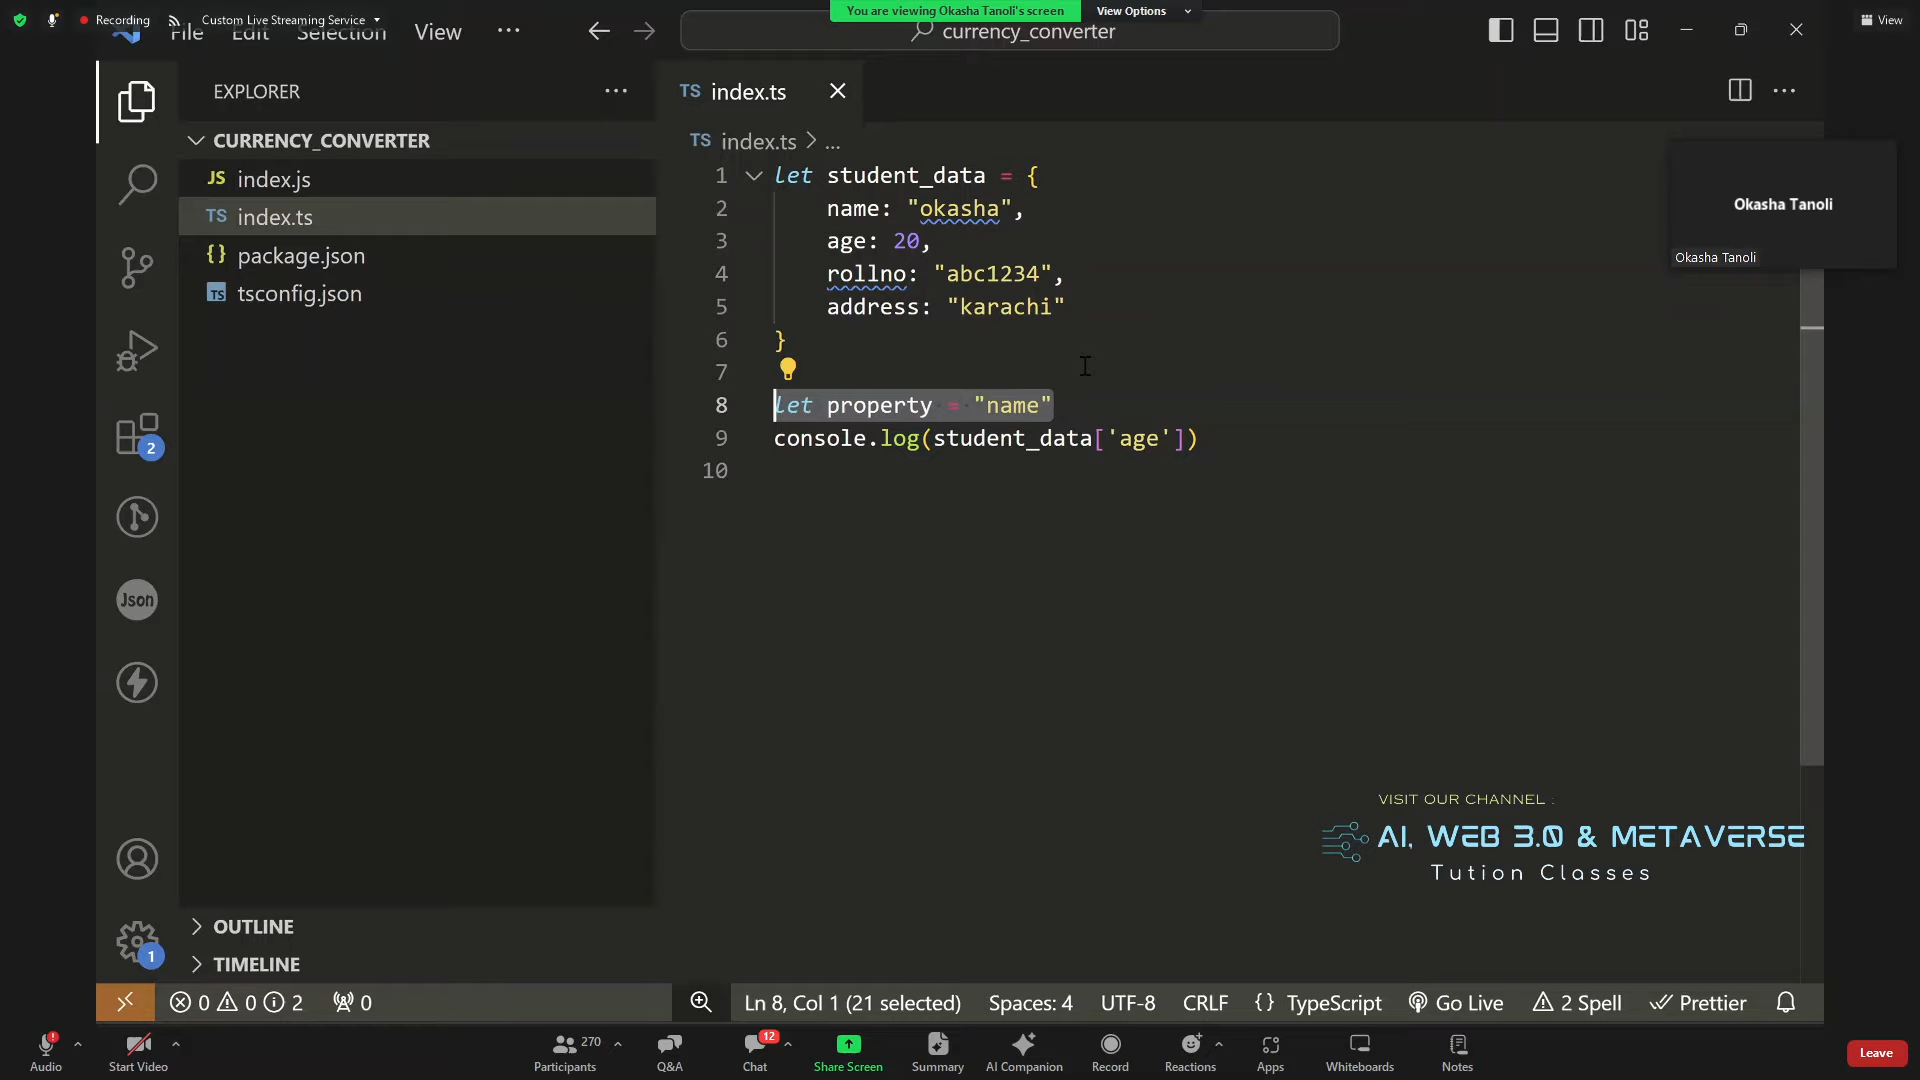 Recording
Custom Live Streaming Service
You are viewing Okasha Tanoli's screen
View Options
View
File Edit Selection View
currency_converter
EXPLORER
TS index.ts
CURRENCY_CONVERTER
TS index.ts > ...
JS index.js
TS index.ts
{} package.json
TS tsconfig.json
1 let student_data = {
2 name: "okasha",
3 age: 20,
4 rollno: "abc1234",
5 address: "karachi"
6 }
7
8 let property = "name"
9 console.log(student_data['age'])
10
Okasha Tanoli
Okasha Tanoli
2
Json
1
VISIT OUR CHANNEL :
AI, WEB 3.0 & METAVERSE
Tution Classes
OUTLINE
TIMELINE
0 0 2 0
Ln 8, Col 1 (21 selected) Spaces: 4 UTF-8 CRLF {} TypeScript Go Live 2 Spell Prettier
Audio
Start Video
Participants 270
Q&A
Chat 12
Share Screen
Summary
AI Companion
Record
Reactions
Apps
Whiteboards
Notes
Leave